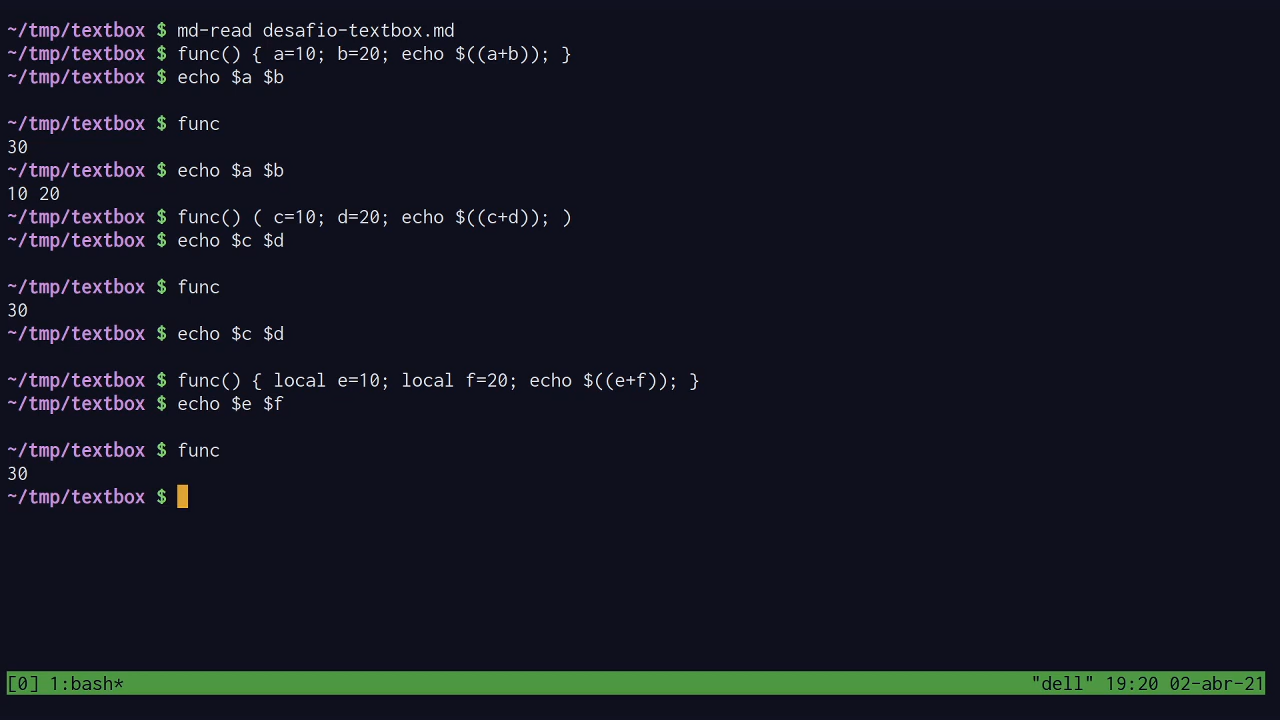 ~/tmp/textbox $ md-read desafio-textbox.md
~/tmp/textbox $ func() { a=10; b=20; echo $((a+b)); }
~/tmp/textbox $ echo $a $b
~/tmp/textbox $ func
30
~/tmp/textbox $ echo $a $b
10 20
~/tmp/textbox $ func() ( c=10; d=20; echo $((c+d)); )
~/tmp/textbox $ echo $c $d
~/tmp/textbox $ func
30
~/tmp/textbox $ echo $c $d
~/tmp/textbox $ func() { local e=10; local f=20; echo $((e+f)); }
~/tmp/textbox $ echo $e $f
~/tmp/textbox $ func
30
~/tmp/textbox $
[0] 1:bash* "dell" 19:20 02-abr-21